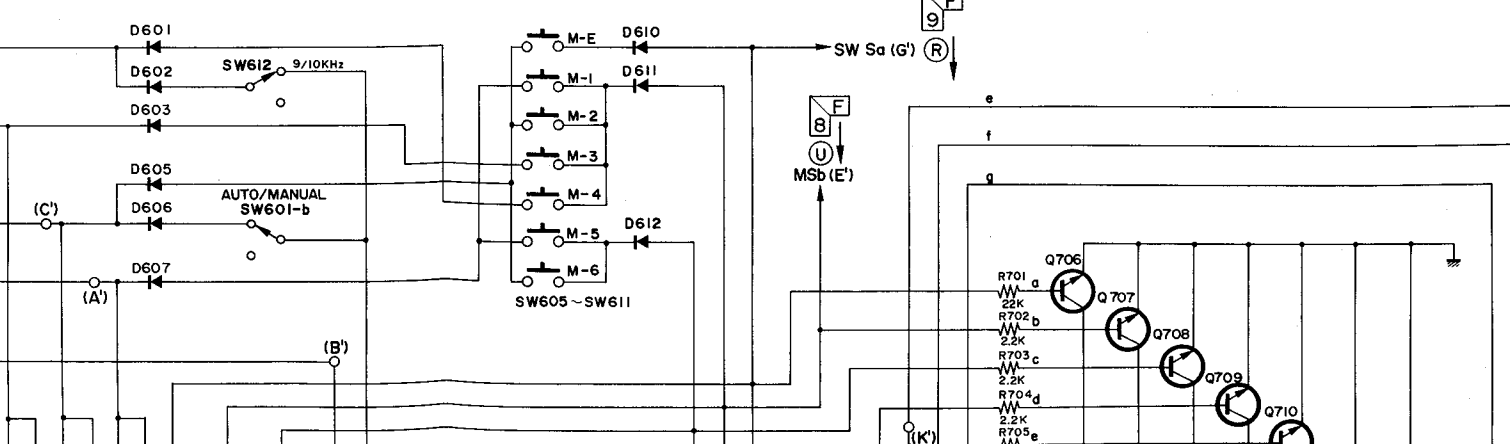 D601
D602
SW612
9/10KHz
D603
D605
AUTO/MANUAL
SW601-b
(C')
D606
D607
(A')
(B')
M-E
D610
M-1
D611
M-2
M-3
M-4
M-5
D612
M-6
SW605~SW611
9
SW Sa (G')
R
F
8
U
MSb (E')
e
f
g
Q706
R701
a
22K
Q707
R702
b
2.2K
Q708
R703
c
2.2K
Q709
R704
d
2.2K
Q710
R705
e
(K')